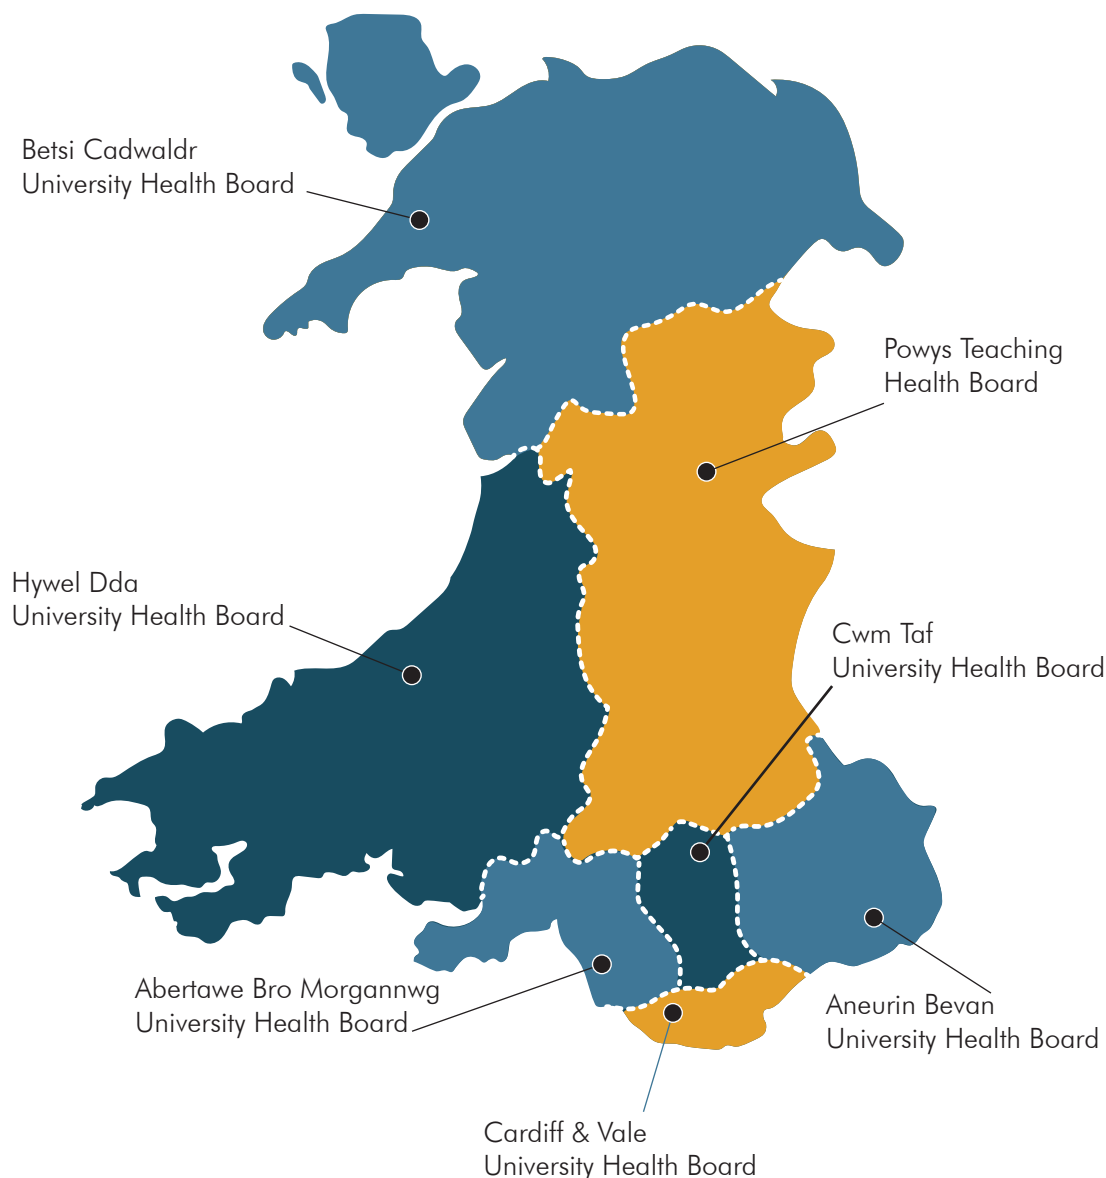 Betsi Cadwaldr
University Health Board
Powys Teaching
Health Board
Hywel Dda
University Health Board
Cwm Taf
University Health Board
Abertawe Bro Morgannwg
University Health Board
Aneurin Bevan
University Health Board
Cardiff & Vale
University Health Board